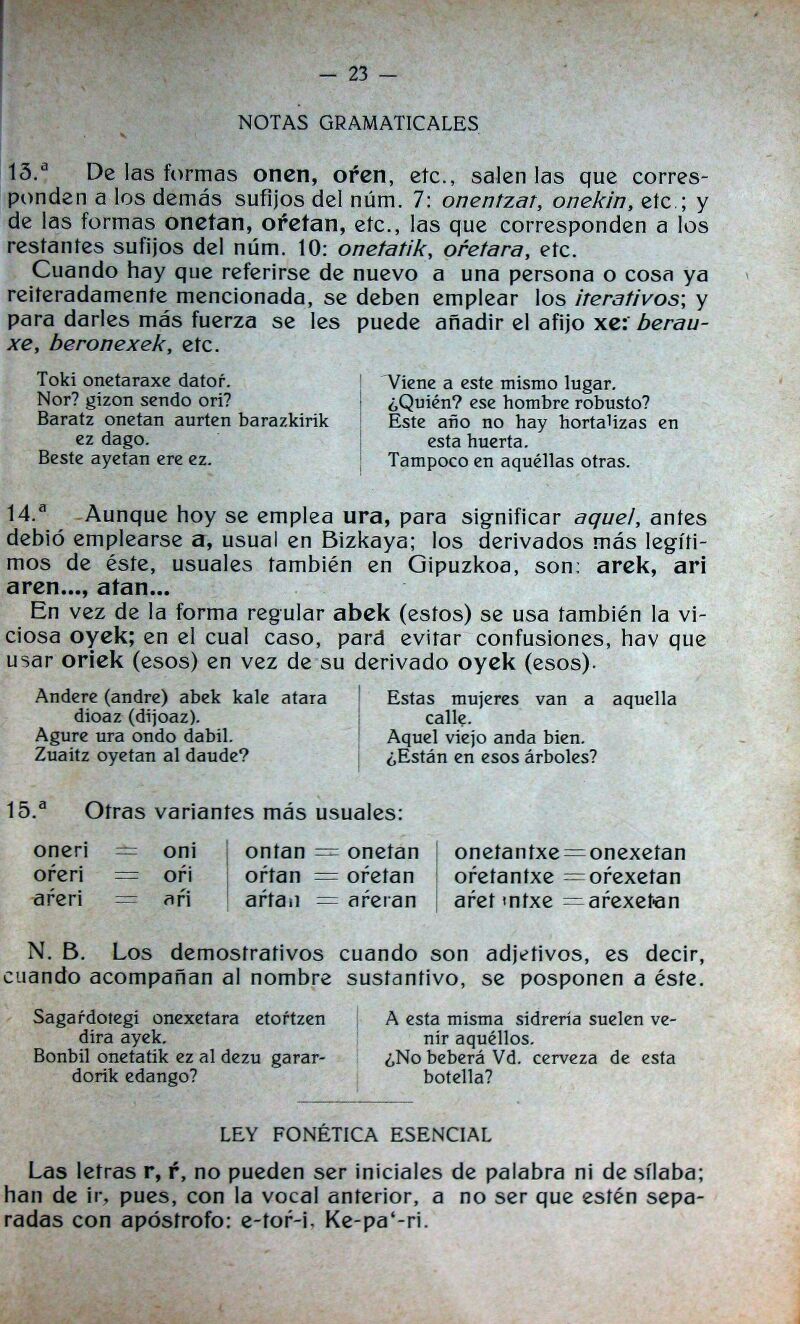 — 23 —
NOTAS GRAMATICALES
13.ª De las formas onen, oŕen, etc., salen las que corres-
ponden a los demás sufijos del núm. 7: onentzat, onekin, etc.; y
de las formas onetan, oŕetan, etc., las que corresponden a los
restantes sufijos del núm. 10: onetatik, oŕetara, etc.
Cuando hay que referirse de nuevo a una persona o cosa ya
reiteradamente mencionada, se deben emplear los iterativos; y
para darles más fuerza se les puede añadir el afijo xe: berau-
xe, beronexek, etc.
Toki onetaraxe datoŕ.
Nor? gizon sendo ori?
Baratz onetan aurten barazkirik
ez dago.
Beste ayetan ere ez.
Viene a este mismo lugar.
¿Quién? ese hombre robusto?
Este año no hay hortalizas en
esta huerta.
Tampoco en aquéllas otras.
14.ª Aunque hoy se emplea ura, para significar aquel, antes
debió emplearse a, usual en Bizkaya; los derivados más legíti-
mos de éste, usuales también en Gipuzkoa, son: arek, ari
aren..., atan...
En vez de la forma regular abek (estos) se usa también la vi-
ciosa oyek; en el cual caso, para evitar confusiones, hay que
usar oriek (esos) en vez de su derivado oyek (esos).
Andere (andre) abek kale atara
dioaz (dijoaz).
Agure ura ondo dabil.
Zuaitz oyetan al daude?
Estas mujeres van a aquella
calle.
Aquel viejo anda bien.
¿Están en esos árboles?
15.ª Otras variantes más usuales:
oneri = oni | ontan = onetan | onetantxe = onexetan
oŕeri = oŕi | oŕtan = oŕetan | oŕetantxe = oŕexetan
aŕeri = aŕi | aŕtan = aŕeran | aŕet ntxe = aŕexetan
N. B. Los demostrativos cuando son adjetivos, es decir,
cuando acompañan al nombre sustantivo, se posponen a éste.
Sagaŕdotegi onexetara etoŕtzen
dira ayek.
Bonbil onetatik ez al dezu garar-
dorik edango?
A esta misma sidrería suelen ve-
nir aquéllos.
¿No beberá Vd. cerveza de esta
botella?
LEY FONÉTICA ESENCIAL
Las letras r, ŕ, no pueden ser iniciales de palabra ni de sílaba;
han de ir, pues, con la vocal anterior, a no ser que estén sepa-
radas con apóstrofo: e-toŕ-i, Ke-pa‘-ri.